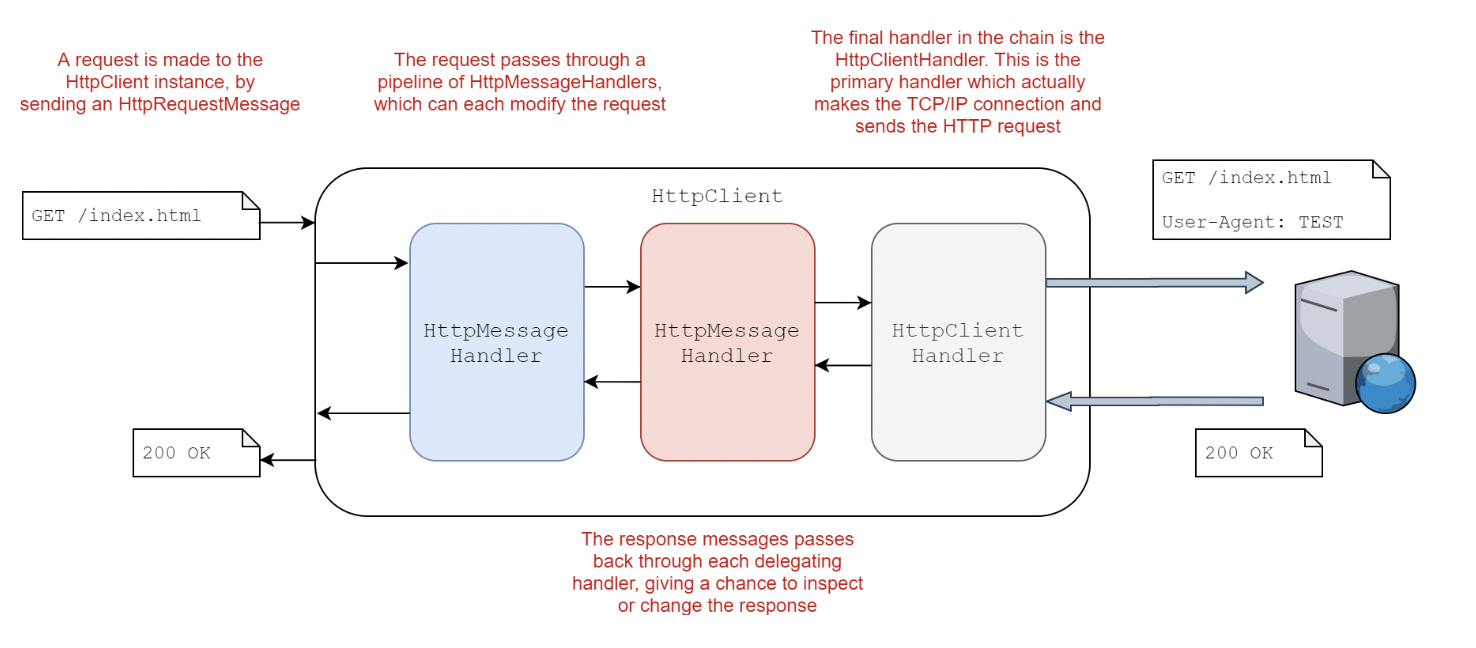 A request is made to the
HttpClient instance, by
sending an HttpRequestMessage
The request passes through a
pipeline of HttpMessageHandlers,
which can each modify the request
The final handler in the chain is the
HttpClientHandler. This is the
primary handler which actually
makes the TCP/IP connection and
sends the HTTP request
GET /index.html
HttpClient
GET /index.html
User-Agent: TEST
HttpMessage
Handler
HttpMessage
Handler
HttpClient
Handler
200 OK
200 OK
The response messages passes
back through each delegating
handler, giving a chance to inspect
or change the response